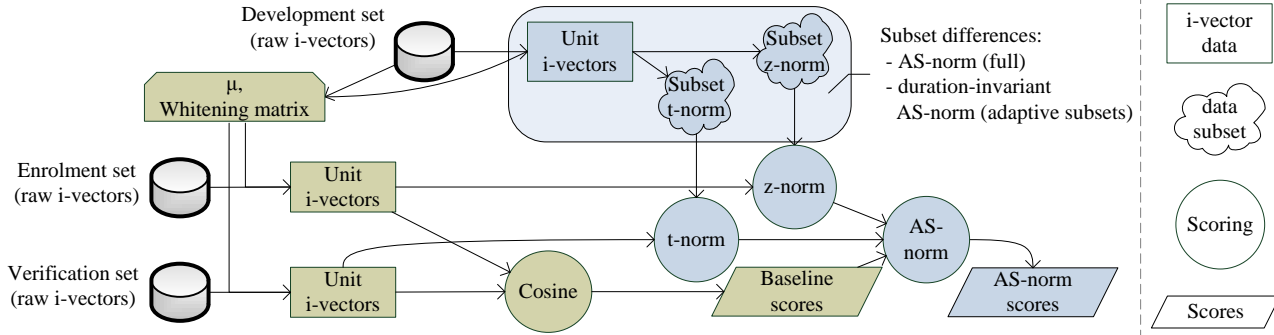 Development set
(raw i-vectors)
Unit
i-vectors
Subset
z-norm
Subset
t-norm
Subset differences:
- AS-norm (full)
- duration-invariant
AS-norm (adaptive subsets)
μ,
Whitening matrix
Enrolment set
(raw i-vectors)
Unit
i-vectors
z-norm
t-norm
AS-
norm
Verification set
(raw i-vectors)
Unit
i-vectors
Cosine
Baseline
scores
AS-norm
scores
i-vector
data
data
subset
Scoring
Scores